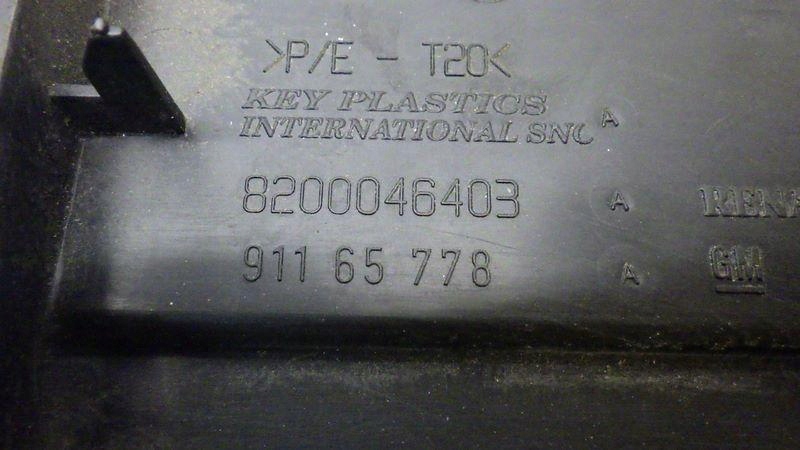 >P/E - T20<
KEY PLASTICS
INTERNATIONAL SNC A
8200046403 A
911 65 778 A GM